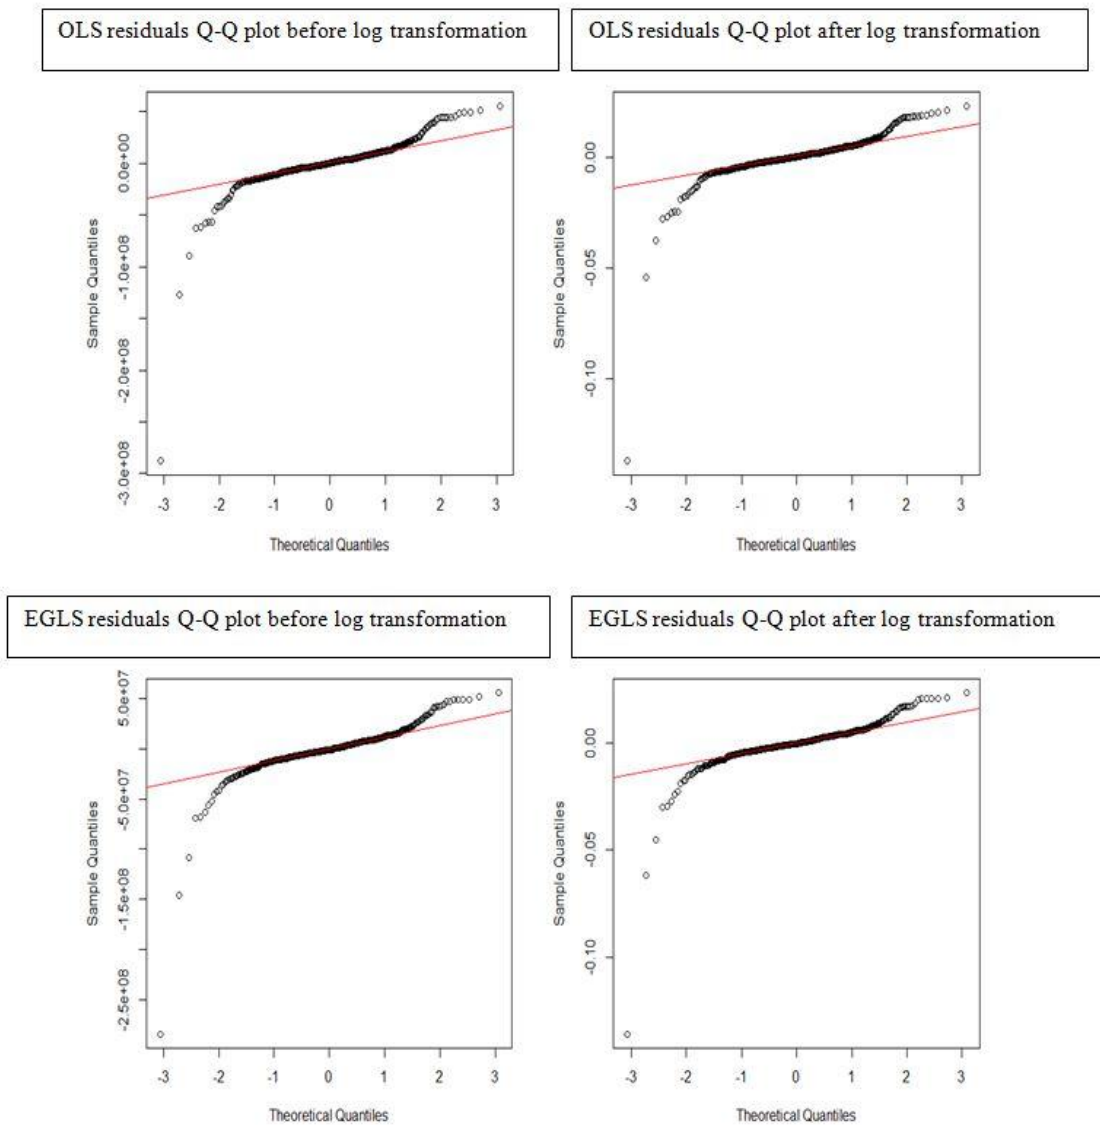 OLS residuals Q-Q plot before log transformation
OLS residuals Q-Q plot after log transformation
Sample Quantiles
0.0e+00
-1.0e+08
-2.0e+08
-3.0e+08
-3 -2 -1 0 1 2 3
Theoretical Quantiles
Sample Quantiles
0.00
-0.05
-0.10
-3 -2 -1 0 1 2 3
Theoretical Quantiles
EGLS residuals Q-Q plot before log transformation
EGLS residuals Q-Q plot after log transformation
Sample Quantiles
5.0e+07
-5.0e+07
-1.5e+08
-2.5e+08
-3 -2 -1 0 1 2 3
Theoretical Quantiles
Sample Quantiles
0.00
-0.05
-0.10
-3 -2 -1 0 1 2 3
Theoretical Quantiles